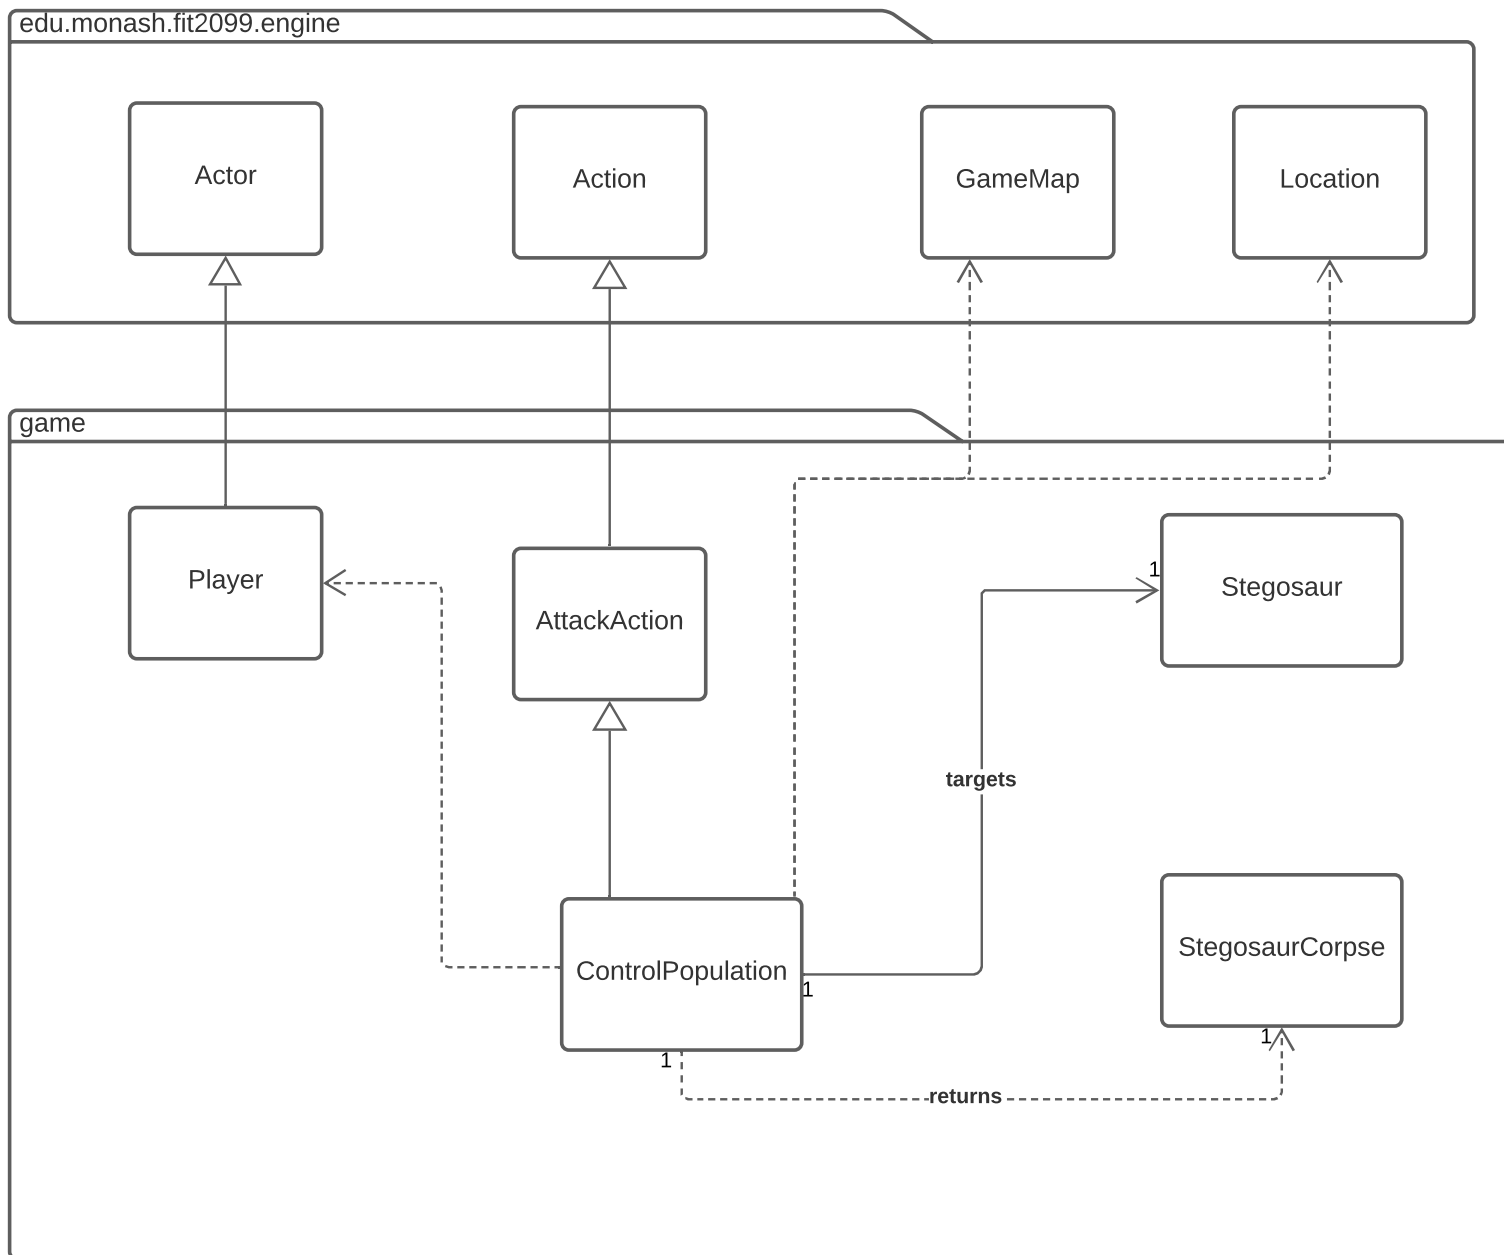 edu.monash.fit2099.engine
Actor
Action
GameMap
Location
game
Player
AttackAction
1
Stegosaur
targets
ControlPopulation
1
StegosaurCorpse
1
1
returns